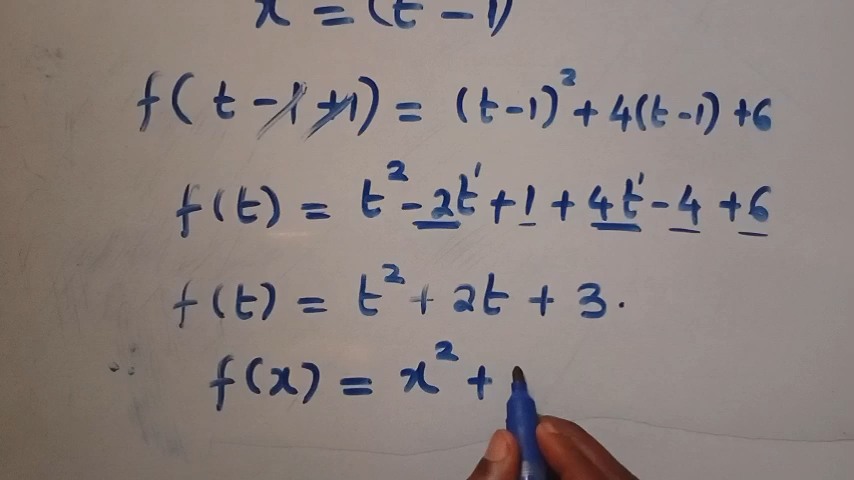 x = (t - 1)
f( t - 1 + 1) = (t-1)² + 4(t-1) + 6
f(t) = t² - 2t' + 1 + 4t' - 4 + 6
f(t) = t² + 2t + 3.
∴ f(x) = x² +